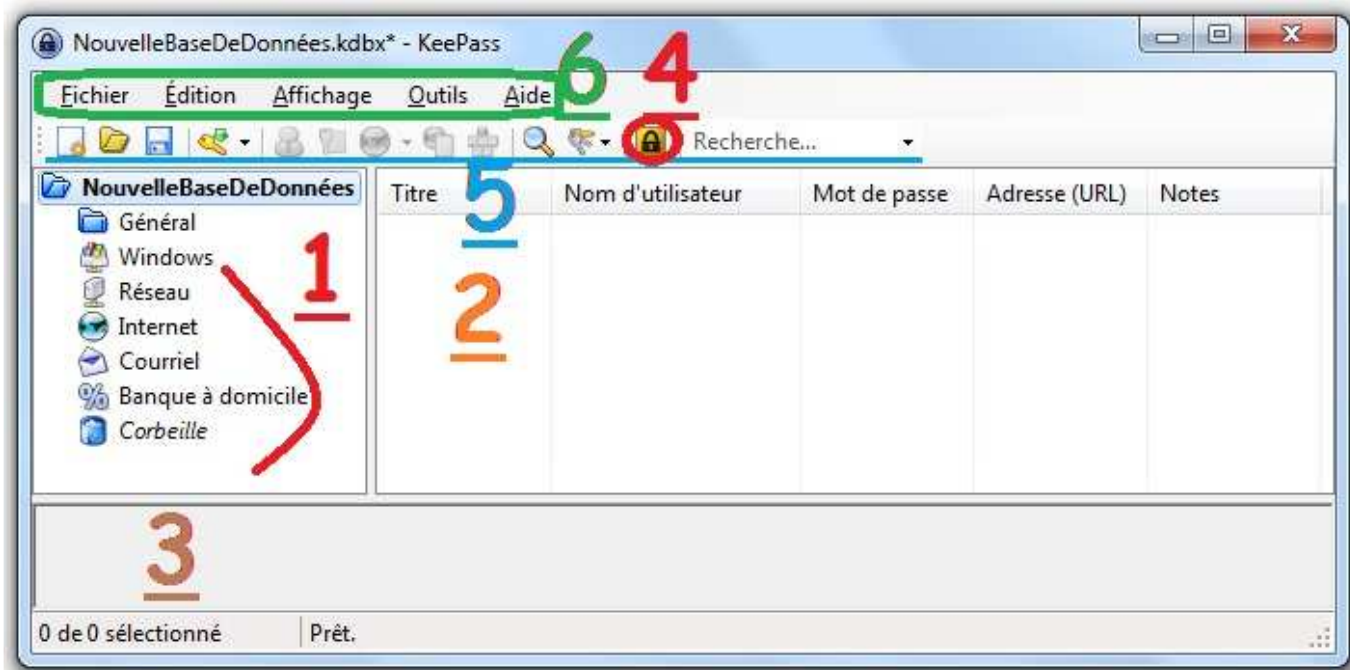 NouvelleBaseDeDonnées.kdbx* - KeePass
Fichier Édition Affichage Outils Aide 6 4
Recherche...
NouvelleBaseDeDonnées
Général
Windows
Réseau
Internet
Courriel
Banque à domicile
Corbeille
1
Titre Nom d'utilisateur Mot de passe Adresse (URL) Notes
5
2
3
0 de 0 sélectionné Prêt.